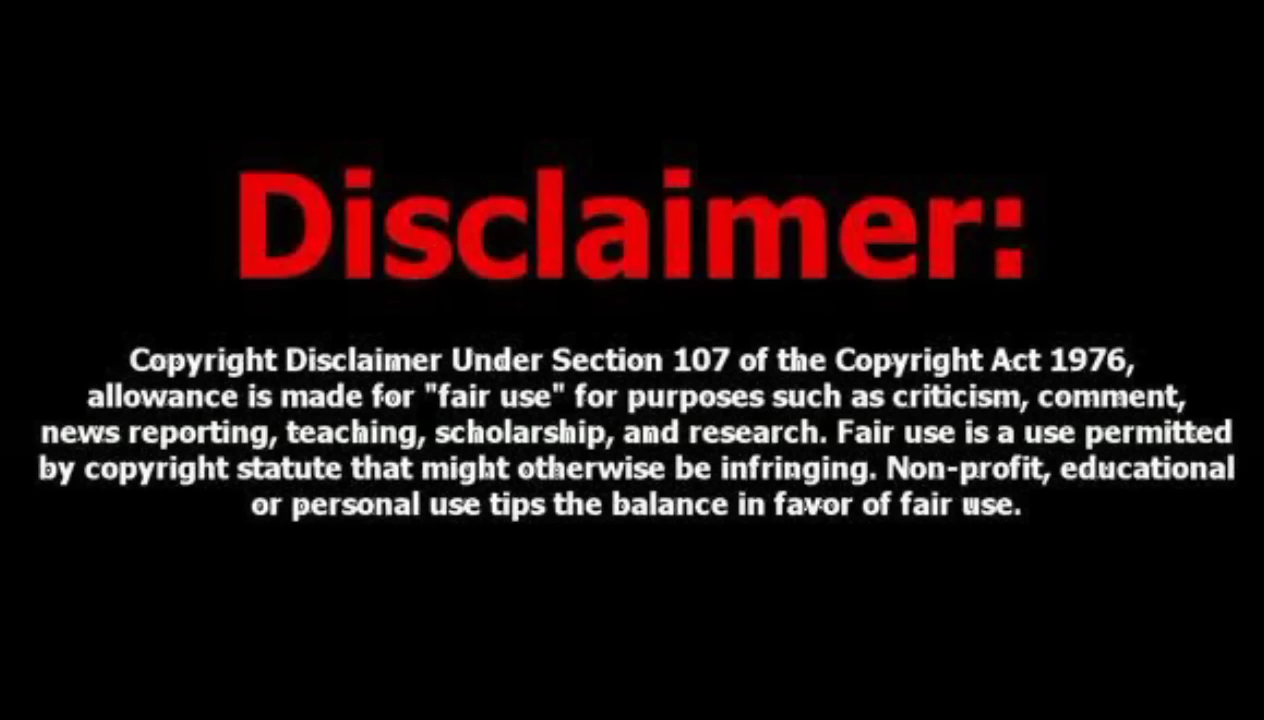 Disclaimer:
Copyright Disclaimer Under Section 107 of the Copyright Act 1976,
allowance is made for "fair use" for purposes such as criticism, comment,
news reporting, teaching, scholarship, and research. Fair use is a use permitted
by copyright statute that might otherwise be infringing. Non-profit, educational
or personal use tips the balance in favor of fair use.